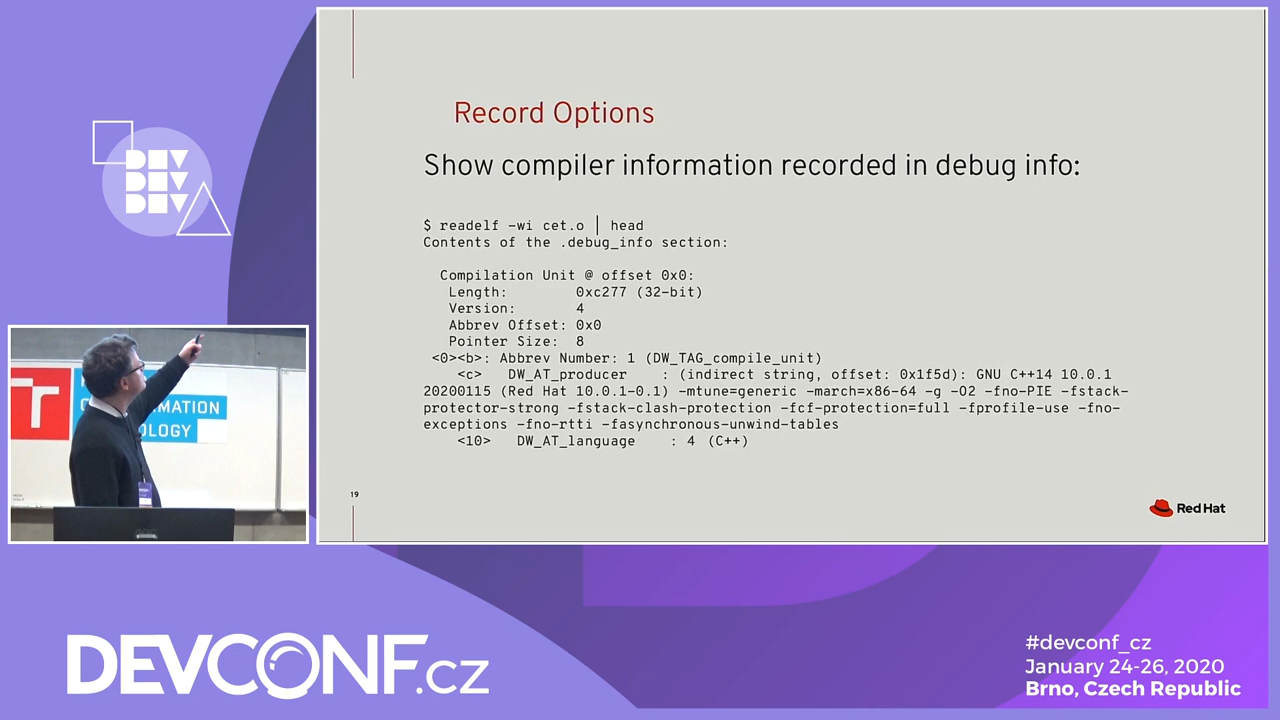 DEV
DEV
DEV
Record Options
Show compiler information recorded in debug info:
$ readelf -wi cet.o | head
Contents of the .debug_info section:
Compilation Unit @ offset 0x0:
Length: 0xc277 (32-bit)
Version: 4
Abbrev Offset: 0x0
Pointer Size: 8
<0><b>: Abbrev Number: 1 (DW_TAG_compile_unit)
<c> DW_AT_producer : (indirect string, offset: 0x1f5d): GNU C++14 10.0.1
20200115 (Red Hat 10.0.1-0.1) -mtune=generic -march=x86-64 -g -O2 -fno-PIE -fstack-
protector-strong -fstack-clash-protection -fcf-protection=full -fprofile-use -fno-
exceptions -fno-rtti -fasynchronous-unwind-tables
<10> DW_AT_language : 4 (C++)
19
Red Hat
DEVCONF.cz
#devconf_cz
January 24-26, 2020
Brno, Czech Republic